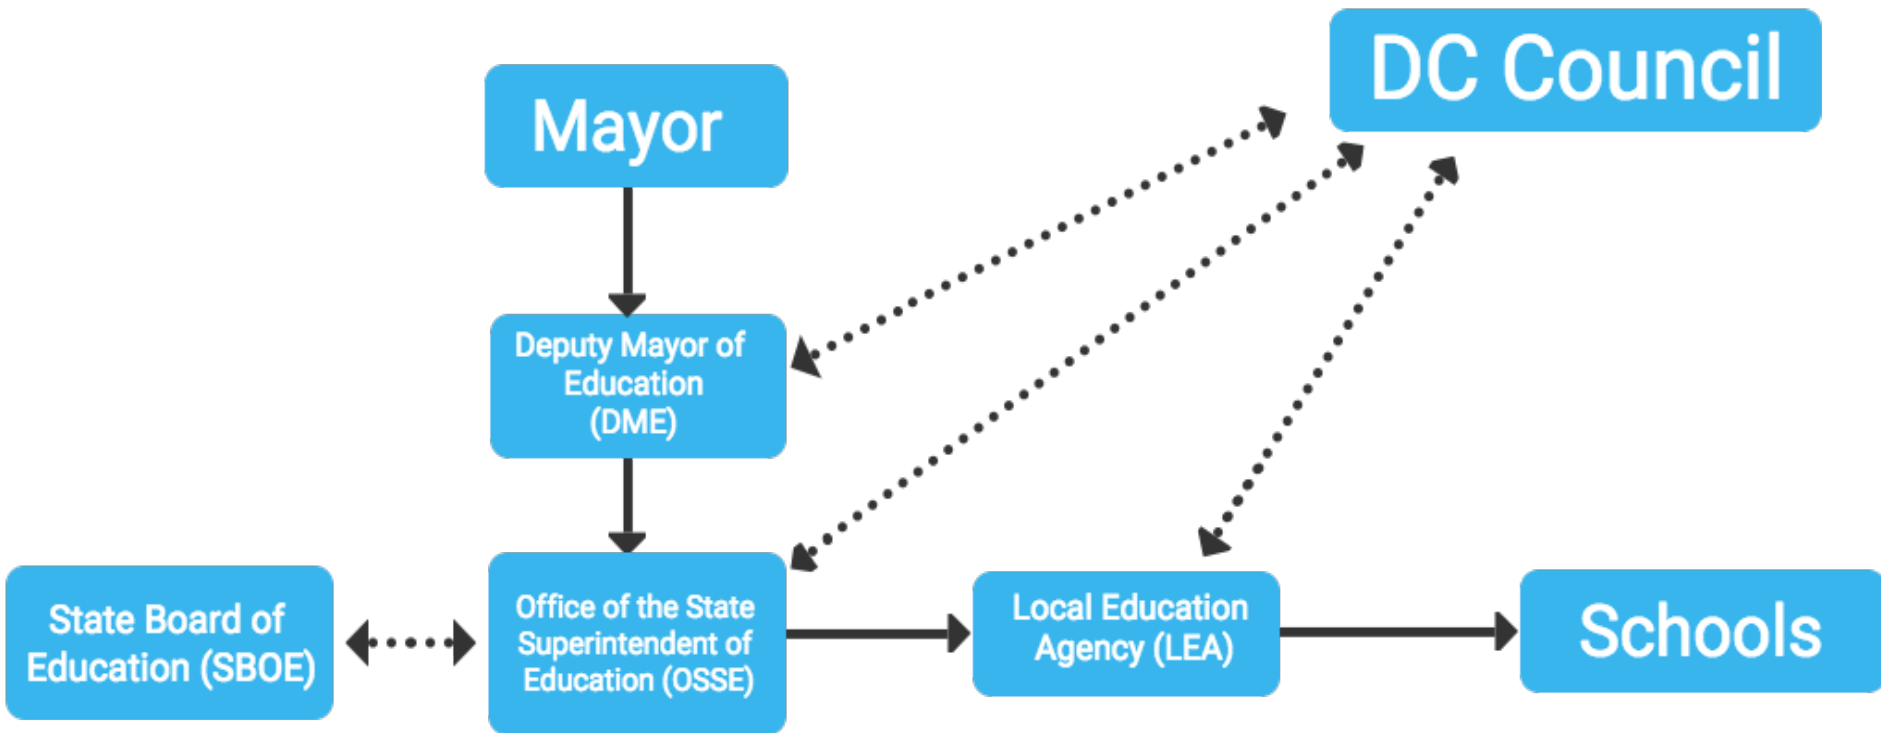 DC Council
Mayor
Deputy Mayor of
Education
(DME)
State Board of
Education (SBOE)
Office of the State
Superintendent of
Education (OSSE)
Local Education
Agency (LEA)
Schools